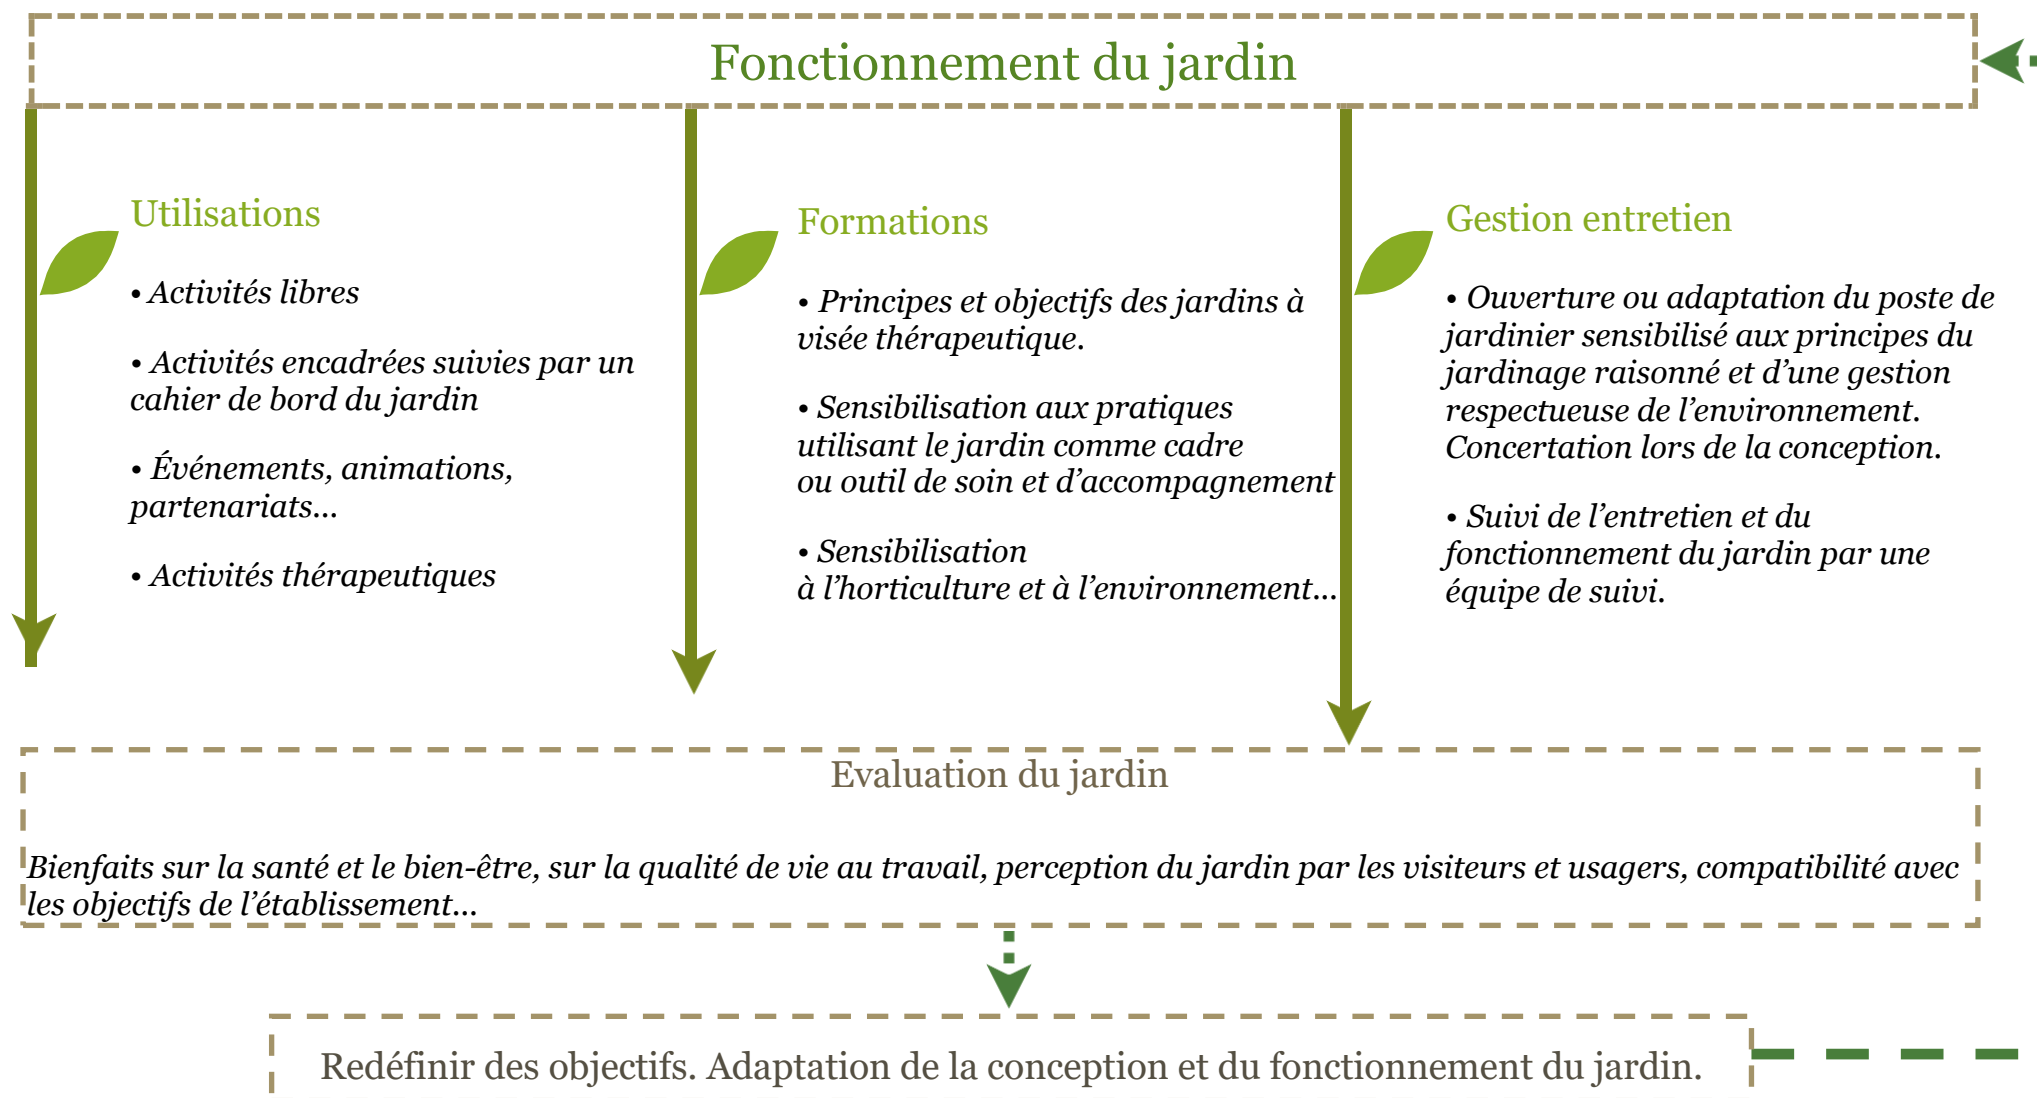 Fonctionnement du jardin
Utilisations
• Activités libres
• Activités encadrées suivies par un
cahier de bord du jardin
• Événements, animations,
partenariats...
• Activités thérapeutiques
Formations
• Principes et objectifs des jardins à
visée thérapeutique.
• Sensibilisation aux pratiques
utilisant le jardin comme cadre
ou outil de soin et d’accompagnement
• Sensibilisation
à l’horticulture et à l’environnement...
Gestion entretien
• Ouverture ou adaptation du poste de
jardinier sensibilisé aux principes du
jardinage raisonné et d’une gestion
respectueuse de l’environnement.
Concertation lors de la conception.
• Suivi de l’entretien et du
fonctionnement du jardin par une
équipe de suivi.
Evaluation du jardin
Bienfaits sur la santé et le bien-être, sur la qualité de vie au travail, perception du jardin par les visiteurs et usagers, compatibilité avec
les objectifs de l’établissement...
Redéfinir des objectifs. Adaptation de la conception et du fonctionnement du jardin.